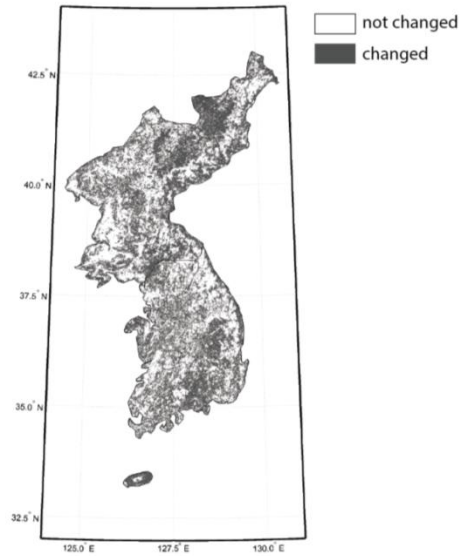 not changed
changed
42.5° N
40.0° N
37.5° N
35.0° N
32.5° N
125.0° E
127.5° E
130.0° E